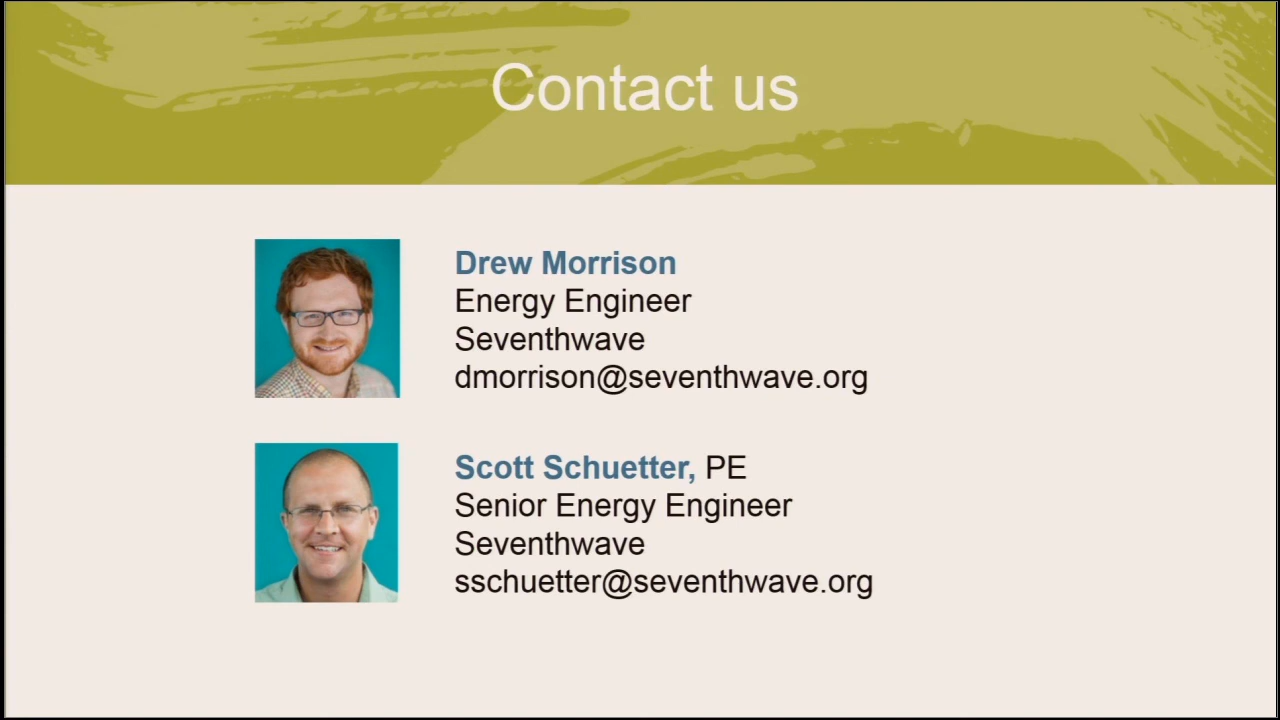 Contact us
Drew Morrison
Energy Engineer
Seventhwave
dmorrison@seventhwave.org
Scott Schuetter, PE
Senior Energy Engineer
Seventhwave
sschuetter@seventhwave.org